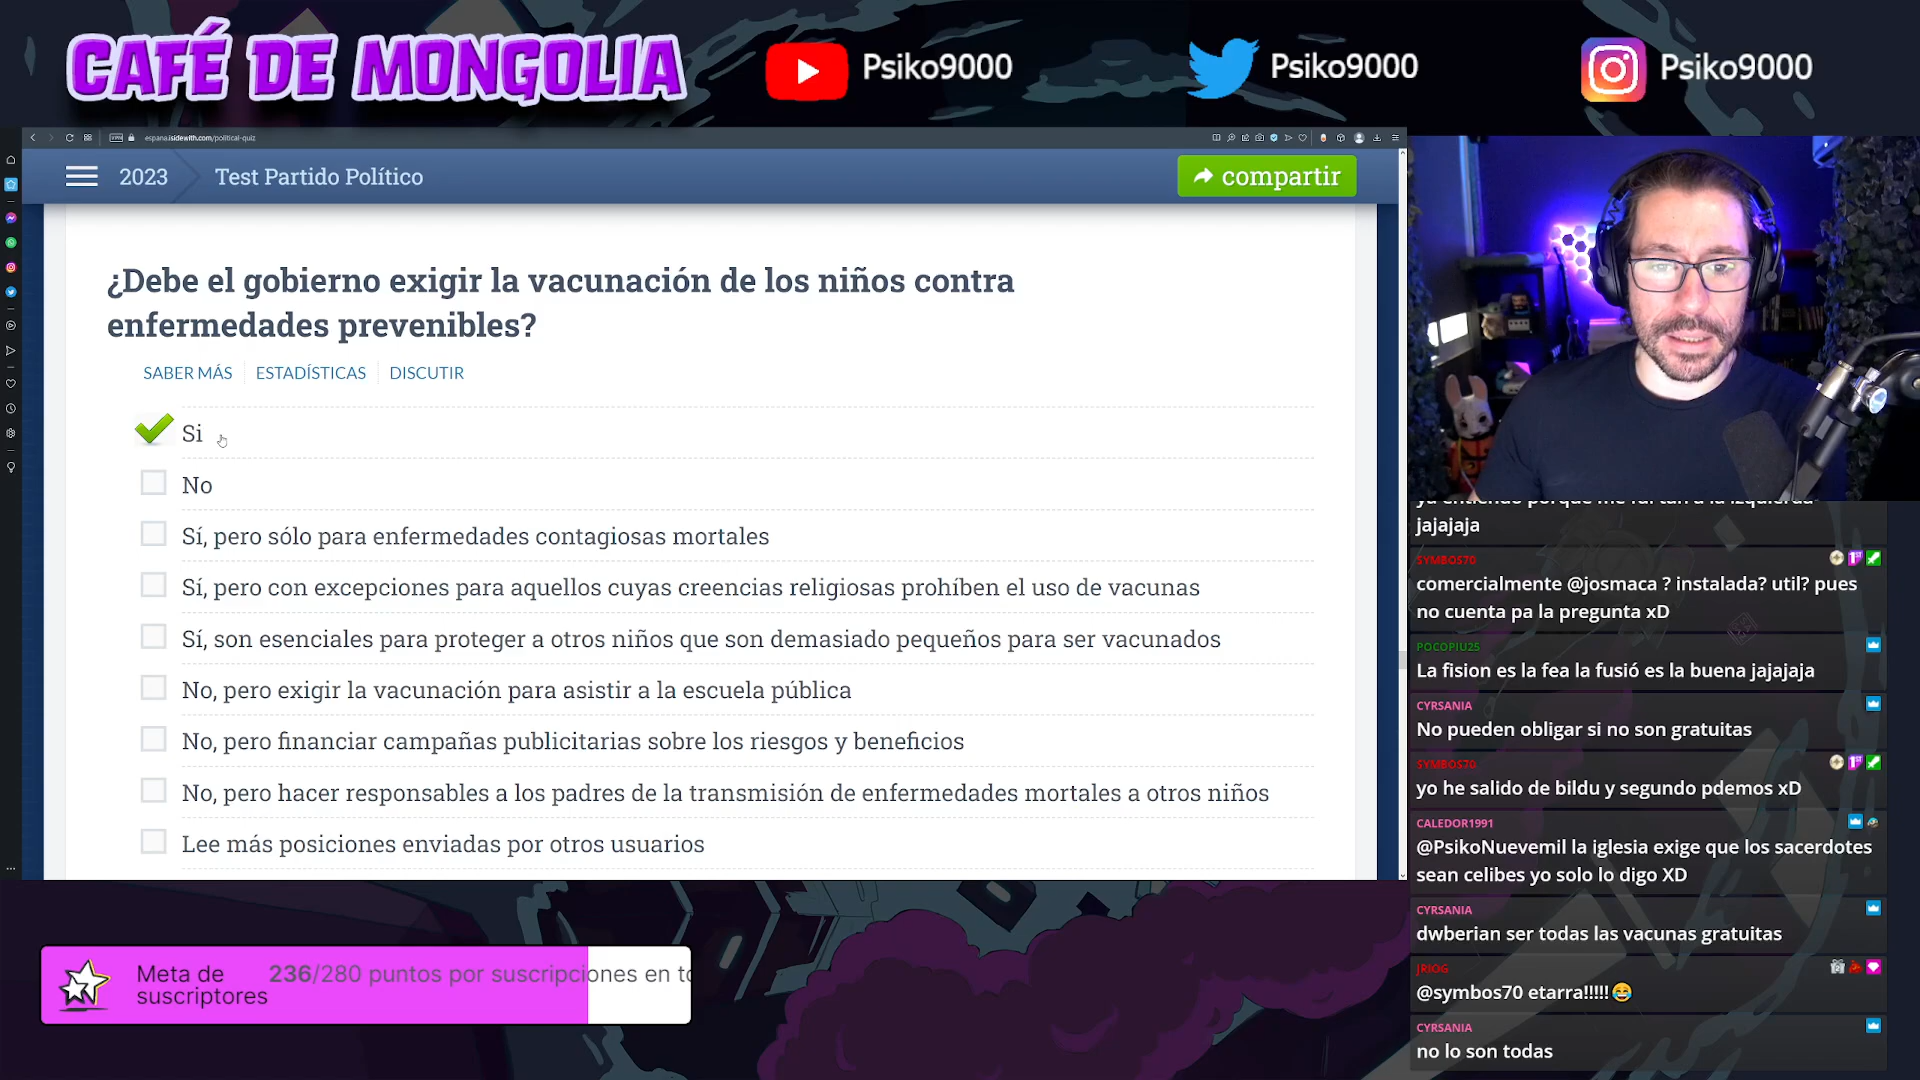 CAFÉ DE MONGOLIA
Psiko9000
Psiko9000
Psiko9000
VPN
espana.isidewith.com/political-quiz
2023
Test Partido Político
compartir
¿Debe el gobierno exigir la vacunación de los niños contra
enfermedades prevenibles?
SABER MÁS
ESTADÍSTICAS
DISCUTIR
Si
No
Sí, pero sólo para enfermedades contagiosas mortales
Sí, pero con excepciones para aquellos cuyas creencias religiosas prohíben el uso de vacunas
Sí, son esenciales para proteger a otros niños que son demasiado pequeños para ser vacunados
No, pero exigir la vacunación para asistir a la escuela pública
No, pero financiar campañas publicitarias sobre los riesgos y beneficios
No, pero hacer responsables a los padres de la transmisión de enfermedades mortales a otros niños
Lee más posiciones enviadas por otros usuarios
jajajaja
SYMBOS70
comercialmente @josmaca ? instalada? util? pues
no cuenta pa la pregunta xD
POCOPIU25
La fision es la fea la fusió es la buena jajajaja
CYRSANIA
No pueden obligar si no son gratuitas
SYMBOS70
yo he salido de bildu y segundo pdemos xD
CALEDOR1991
@PsikoNuevemil la iglesia exige que los sacerdotes
sean celibes yo solo lo digo XD
CYRSANIA
dwberian ser todas las vacunas gratuitas
JRIOG
@symbos70 etarra!!!!!😂
CYRSANIA
no lo son todas
Meta de
suscriptores
236/280 puntos por suscripciones en to